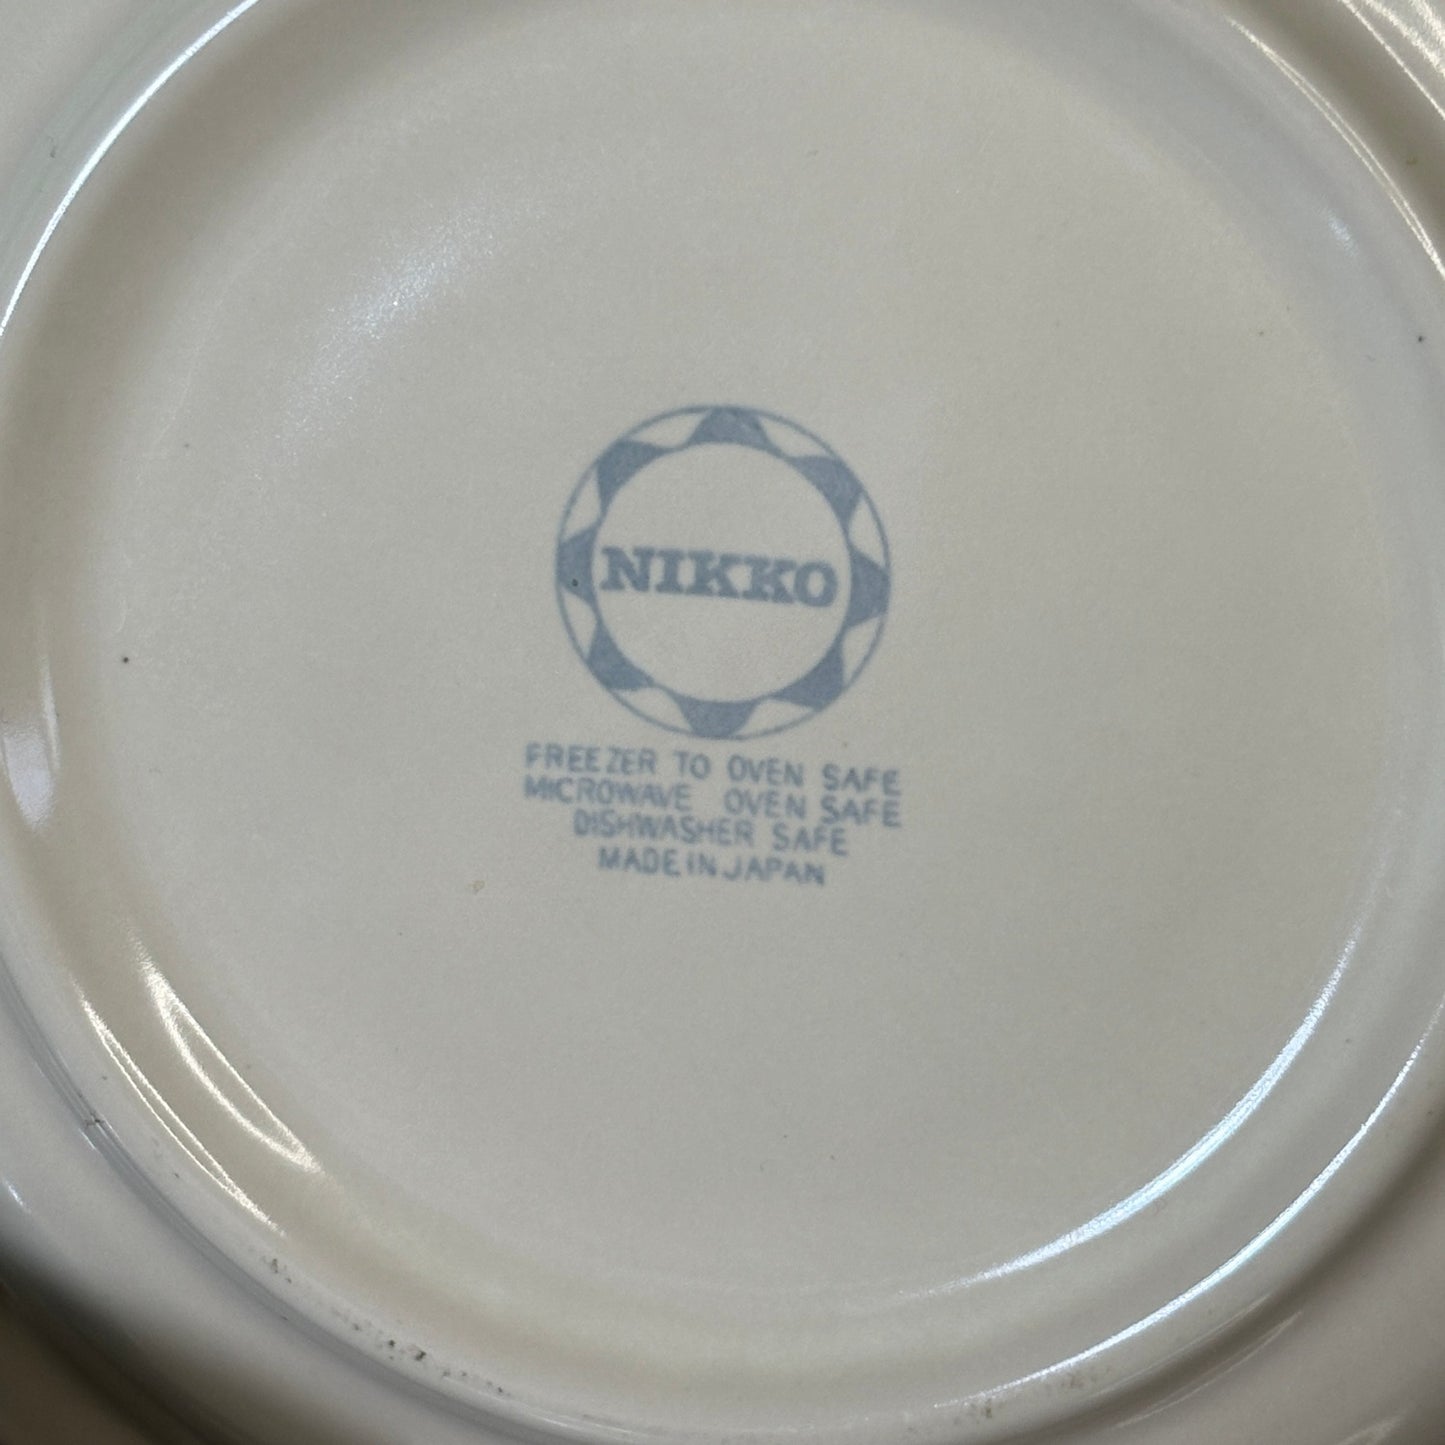 NIKKO
FREEZER TO OVEN SAFE
MICROWAVE OVEN SAFE
DISHWASHER SAFE
MADE IN JAPAN